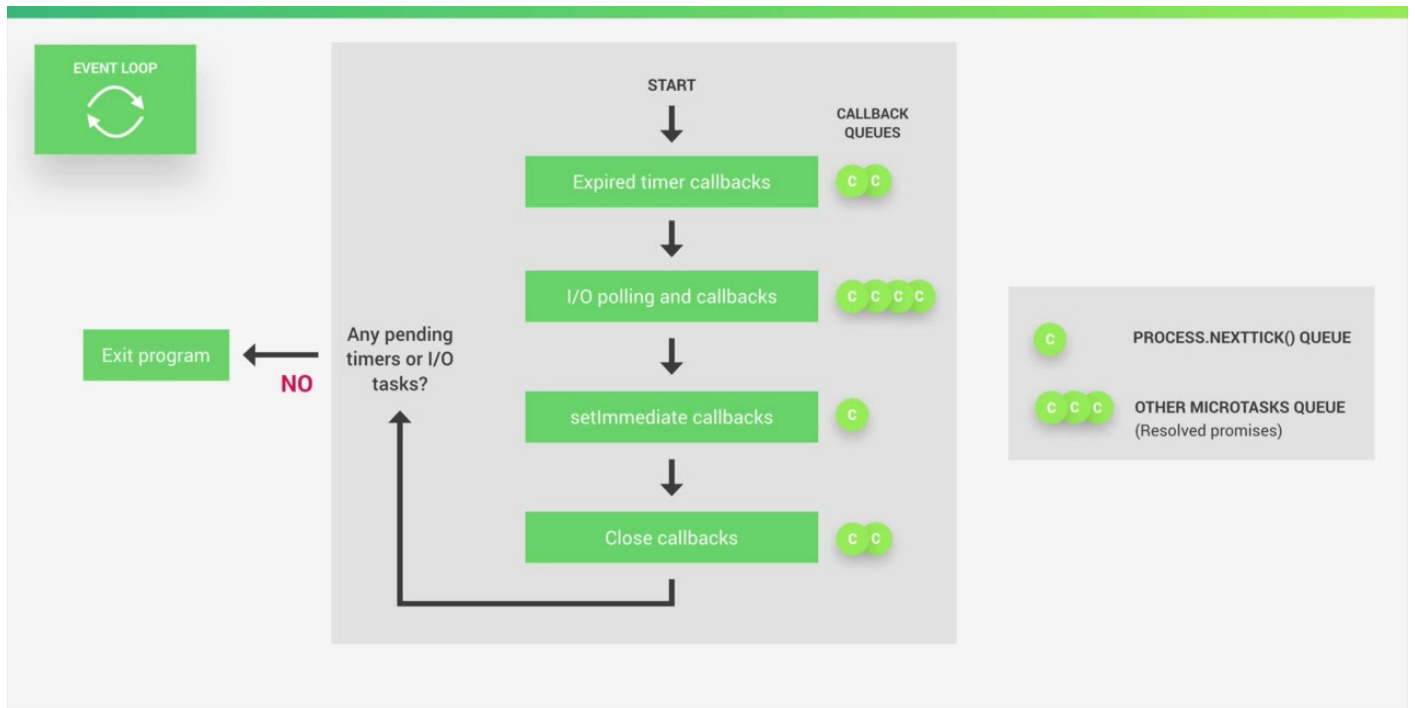 EVENT LOOP
START
CALLBACK
QUEUES
Expired timer callbacks
C C
I/O polling and callbacks
C C C C
Any pending
timers or I/O
tasks?
Exit program
NO
setImmediate callbacks
C
Close callbacks
C C
C
PROCESS.NEXTTICK() QUEUE
C C C
OTHER MICROTASKS QUEUE
(Resolved promises)